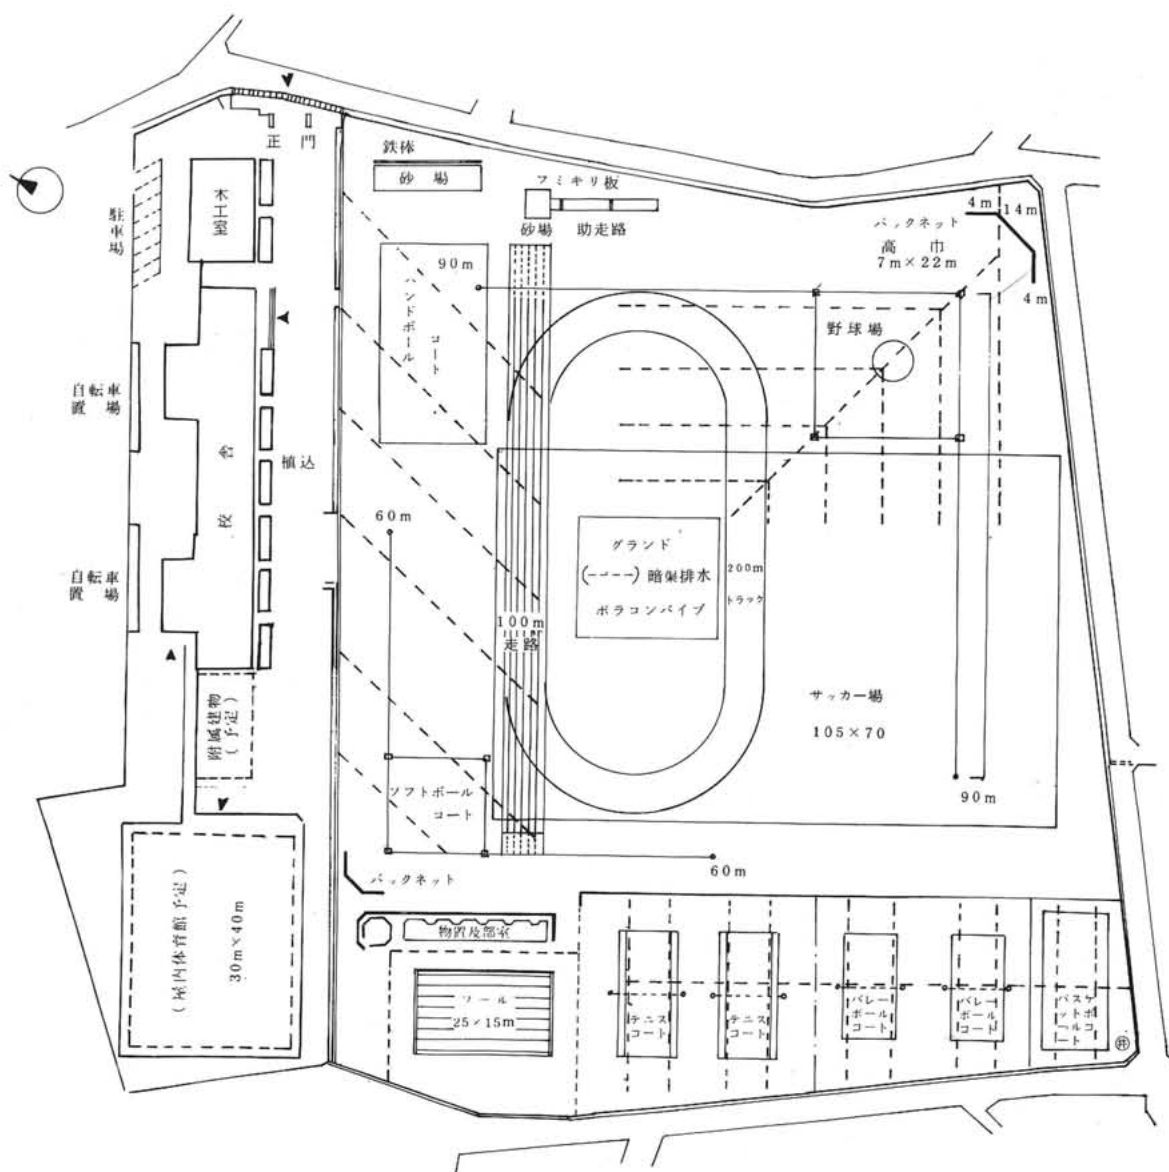 正門
鉄棒
砂場
フミキリ板
砂場 助走路
木工室
駐車場
バックネット
高 巾
7m×22m
4m
14m
4m
90m
ハンドボール
コート
野球場
自転車
置場
植込
校舎
60m
グランド
(-----)暗渠排水
ポラコンパイプ
200m
トラック
自転車
置場
100m
走路
サッカー場
105×70
附属建物
(予定)
ソフトボール
コート
90m
60m
バックネット
(屋内体育館予定)
30m×40m
物置及部室
プール
25×15m
テニス
コート
テニス
コート
バレー
ボール
コート
バレー
ボール
コート
バスケ
ットボ
ールコ
ート
井